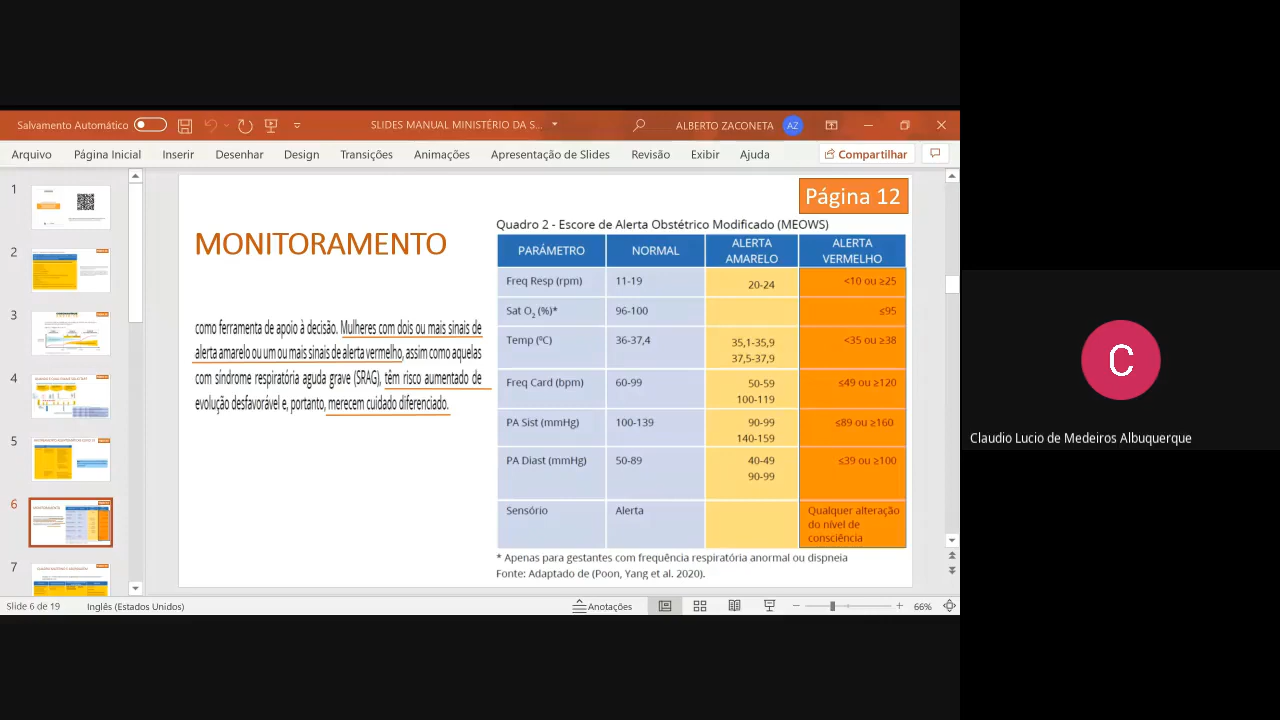 Salvamento Automático
SLIDES MANUAL MINISTÉRIO DA S...
ALBERTO ZACONETA
AZ
Arquivo Página Inicial Inserir Desenhar Design Transições Animações Apresentação de Slides Revisão Exibir Ajuda
Compartilhar
1
2
3
4
5
6
7
Página 12
MONITORAMENTO
como ferramenta de apoio à decisão. Mulheres com dois ou mais sinais de
alerta amarelo ou um ou mais sinais de alerta vermelho, assim como aquelas
com síndrome respiratória aguda grave (SRAG), têm risco aumentado de
evolução desfavorável e, portanto, merecem cuidado diferenciado.
Quadro 2 - Escore de Alerta Obstétrico Modificado (MEOWS)
PARÁMETRO NORMAL ALERTA AMARELO ALERTA VERMELHO
Freq Resp (rpm) 11-19 20-24 <10 ou ≥25
Sat O₂ (%)* 96-100 ≤95
Temp (⁰C) 36-37,4 35,1-35,9 37,5-37,9 <35 ou ≥38
Freq Card (bpm) 60-99 50-59 100-119 ≤49 ou ≥120
PA Sist (mmHg) 100-139 90-99 140-159 ≤89 ou ≥160
PA Diast (mmHg) 50-89 40-49 90-99 ≤39 ou ≥100
Sensório Alerta Qualquer alteração do nível de consciência
* Apenas para gestantes com frequência respiratória anormal ou dispneia
Fonte: Adaptado de (Poon, Yang et al. 2020).
Slide 6 de 19 Inglês (Estados Unidos) Anotações 66%
C
Claudio Lucio de Medeiros Albuquerque